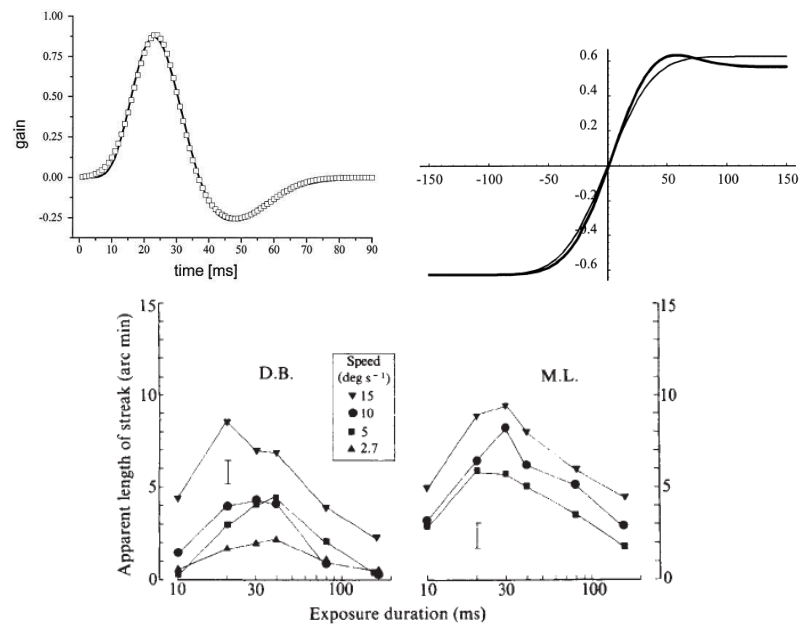 1.00
0.75
0.50
0.25
0.00
-0.25
gain
0 10 20 30 40 50 60 70 80 90
time [ms]
0.6
0.4
0.2
-150 -100 -50 50 100 150
-0.2
-0.4
-0.6
Apparent length of streak (arc min)
15
10
5
0
D.B.
Speed
(deg s⁻¹)
15
10
5
2.7
10 30 100
M.L.
15
10
5
0
10 30 100
Exposure duration (ms)